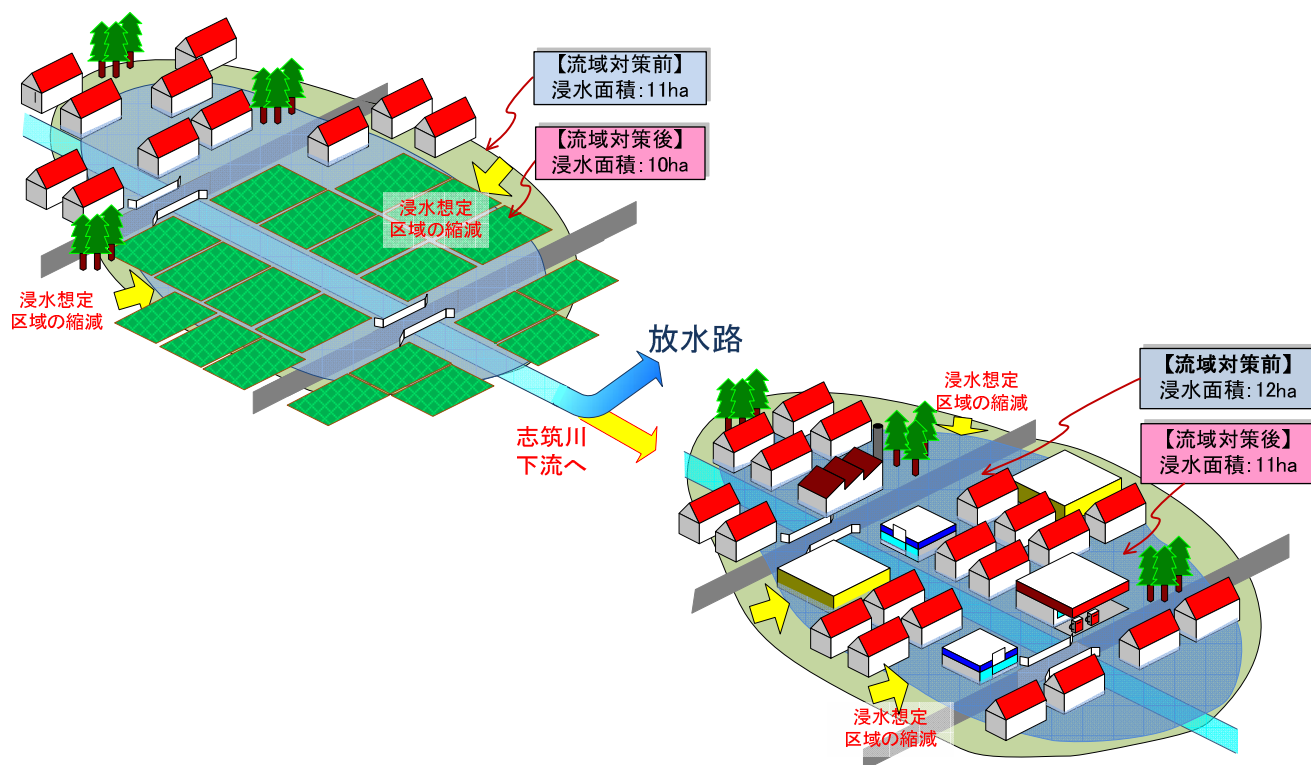 【流域対策前】
浸水面積:11ha
【流域対策後】
浸水面積:10ha
浸水想定
区域の縮減
浸水想定
区域の縮減
放水路
志筑川
下流へ
浸水想定
区域の縮減
【流域対策前】
浸水面積:12ha
【流域対策後】
浸水面積:11ha
浸水想定
区域の縮減